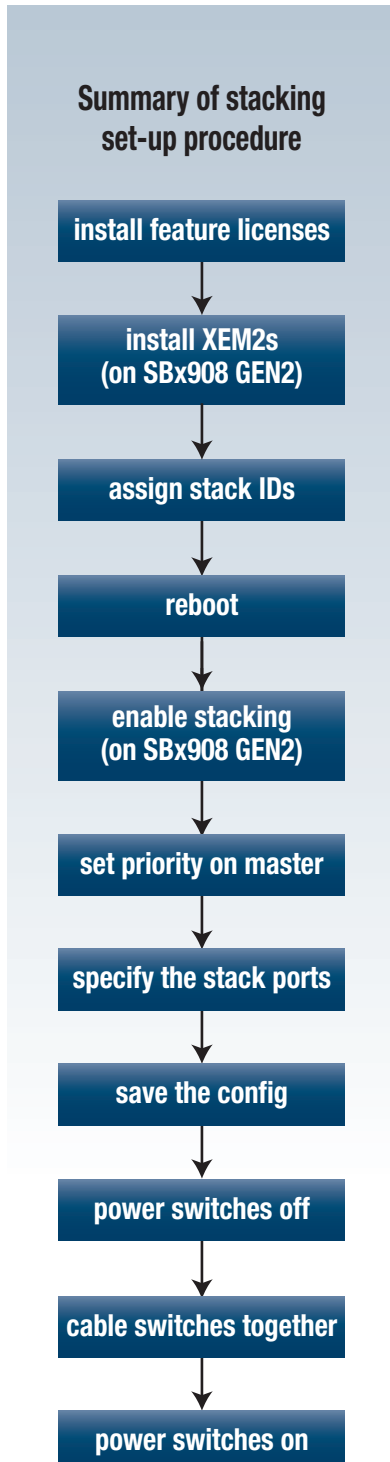 Summary of stacking
set-up procedure
install feature licenses
install XEM2s
(on SBx908 GEN2)
assign stack IDs
reboot
enable stacking
(on SBx908 GEN2)
set priority on master
specify the stack ports
save the config
power switches off
cable switches together
power switches on